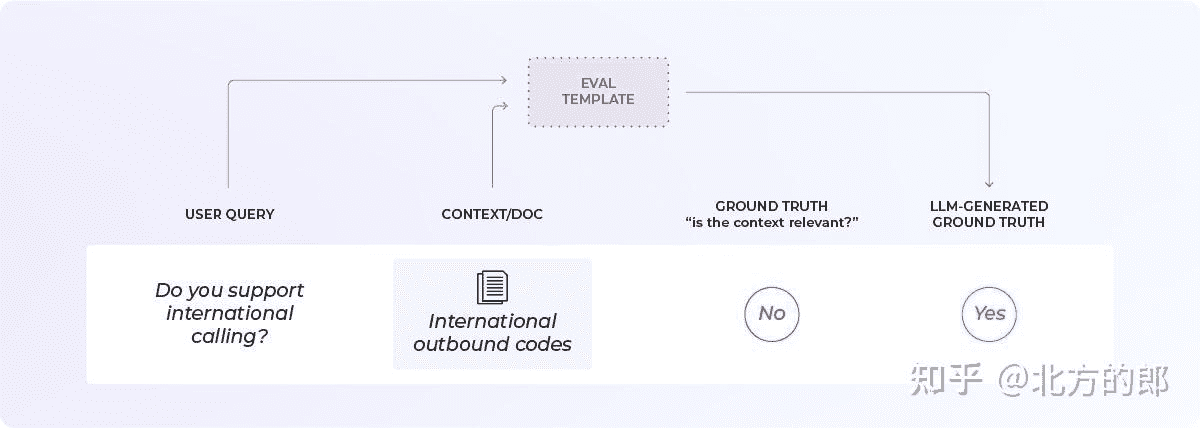 EVAL
TEMPLATE
USER QUERY
CONTEXT/DOC
GROUND TRUTH
“is the context relevant?”
LLM-GENERATED
GROUND TRUTH
Do you support
international
calling?
International
outbound codes
No
Yes
知乎 @北方的郎